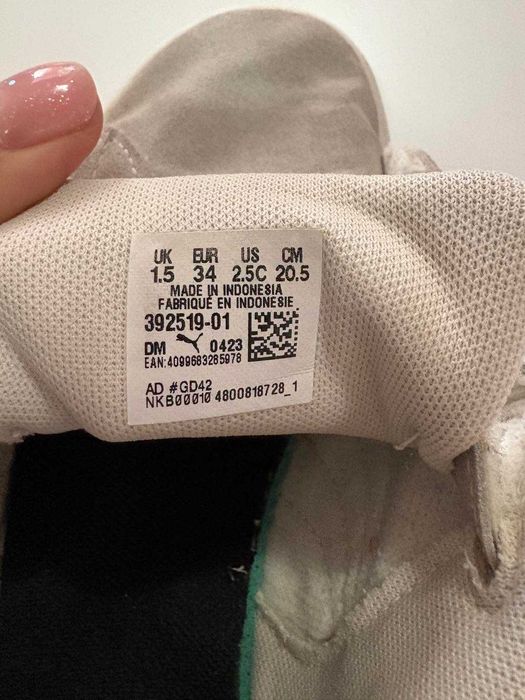 UK EUR US CM
1.5 34 2.5C 20.5
MADE IN INDONESIA
FABRIQUÉ EN INDONESIE
392519-01
DM 0423
EAN:4099683285978
AD #GD42
NKB00010 4800818728_1